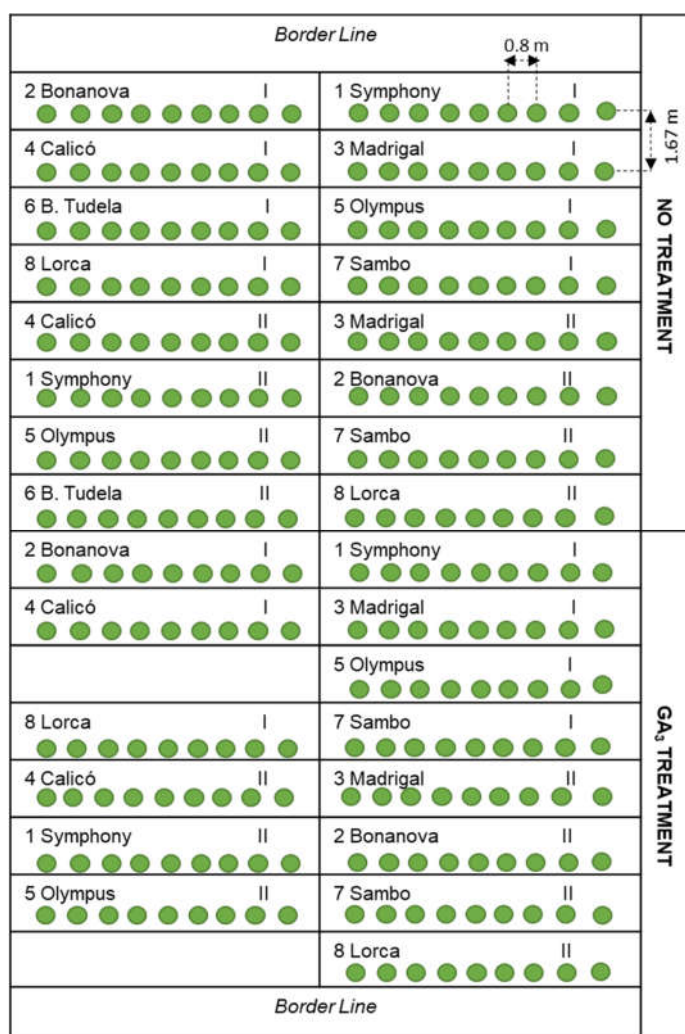 Border Line
0.8 m
2 Bonanova I 1 Symphony I
1.67 m
4 Calicó I 3 Madrigal I
6 B. Tudela I 5 Olympus I
8 Lorca I 7 Sambo I
4 Calicó II 3 Madrigal II
1 Symphony II 2 Bonanova II
5 Olympus II 7 Sambo II
6 B. Tudela II 8 Lorca II
NO TREATMENT
2 Bonanova I 1 Symphony I
4 Calicó I 3 Madrigal I
5 Olympus I
8 Lorca I 7 Sambo I
4 Calicó II 3 Madrigal II
1 Symphony II 2 Bonanova II
5 Olympus II 7 Sambo II
8 Lorca II
GA₃ TREATMENT
Border Line